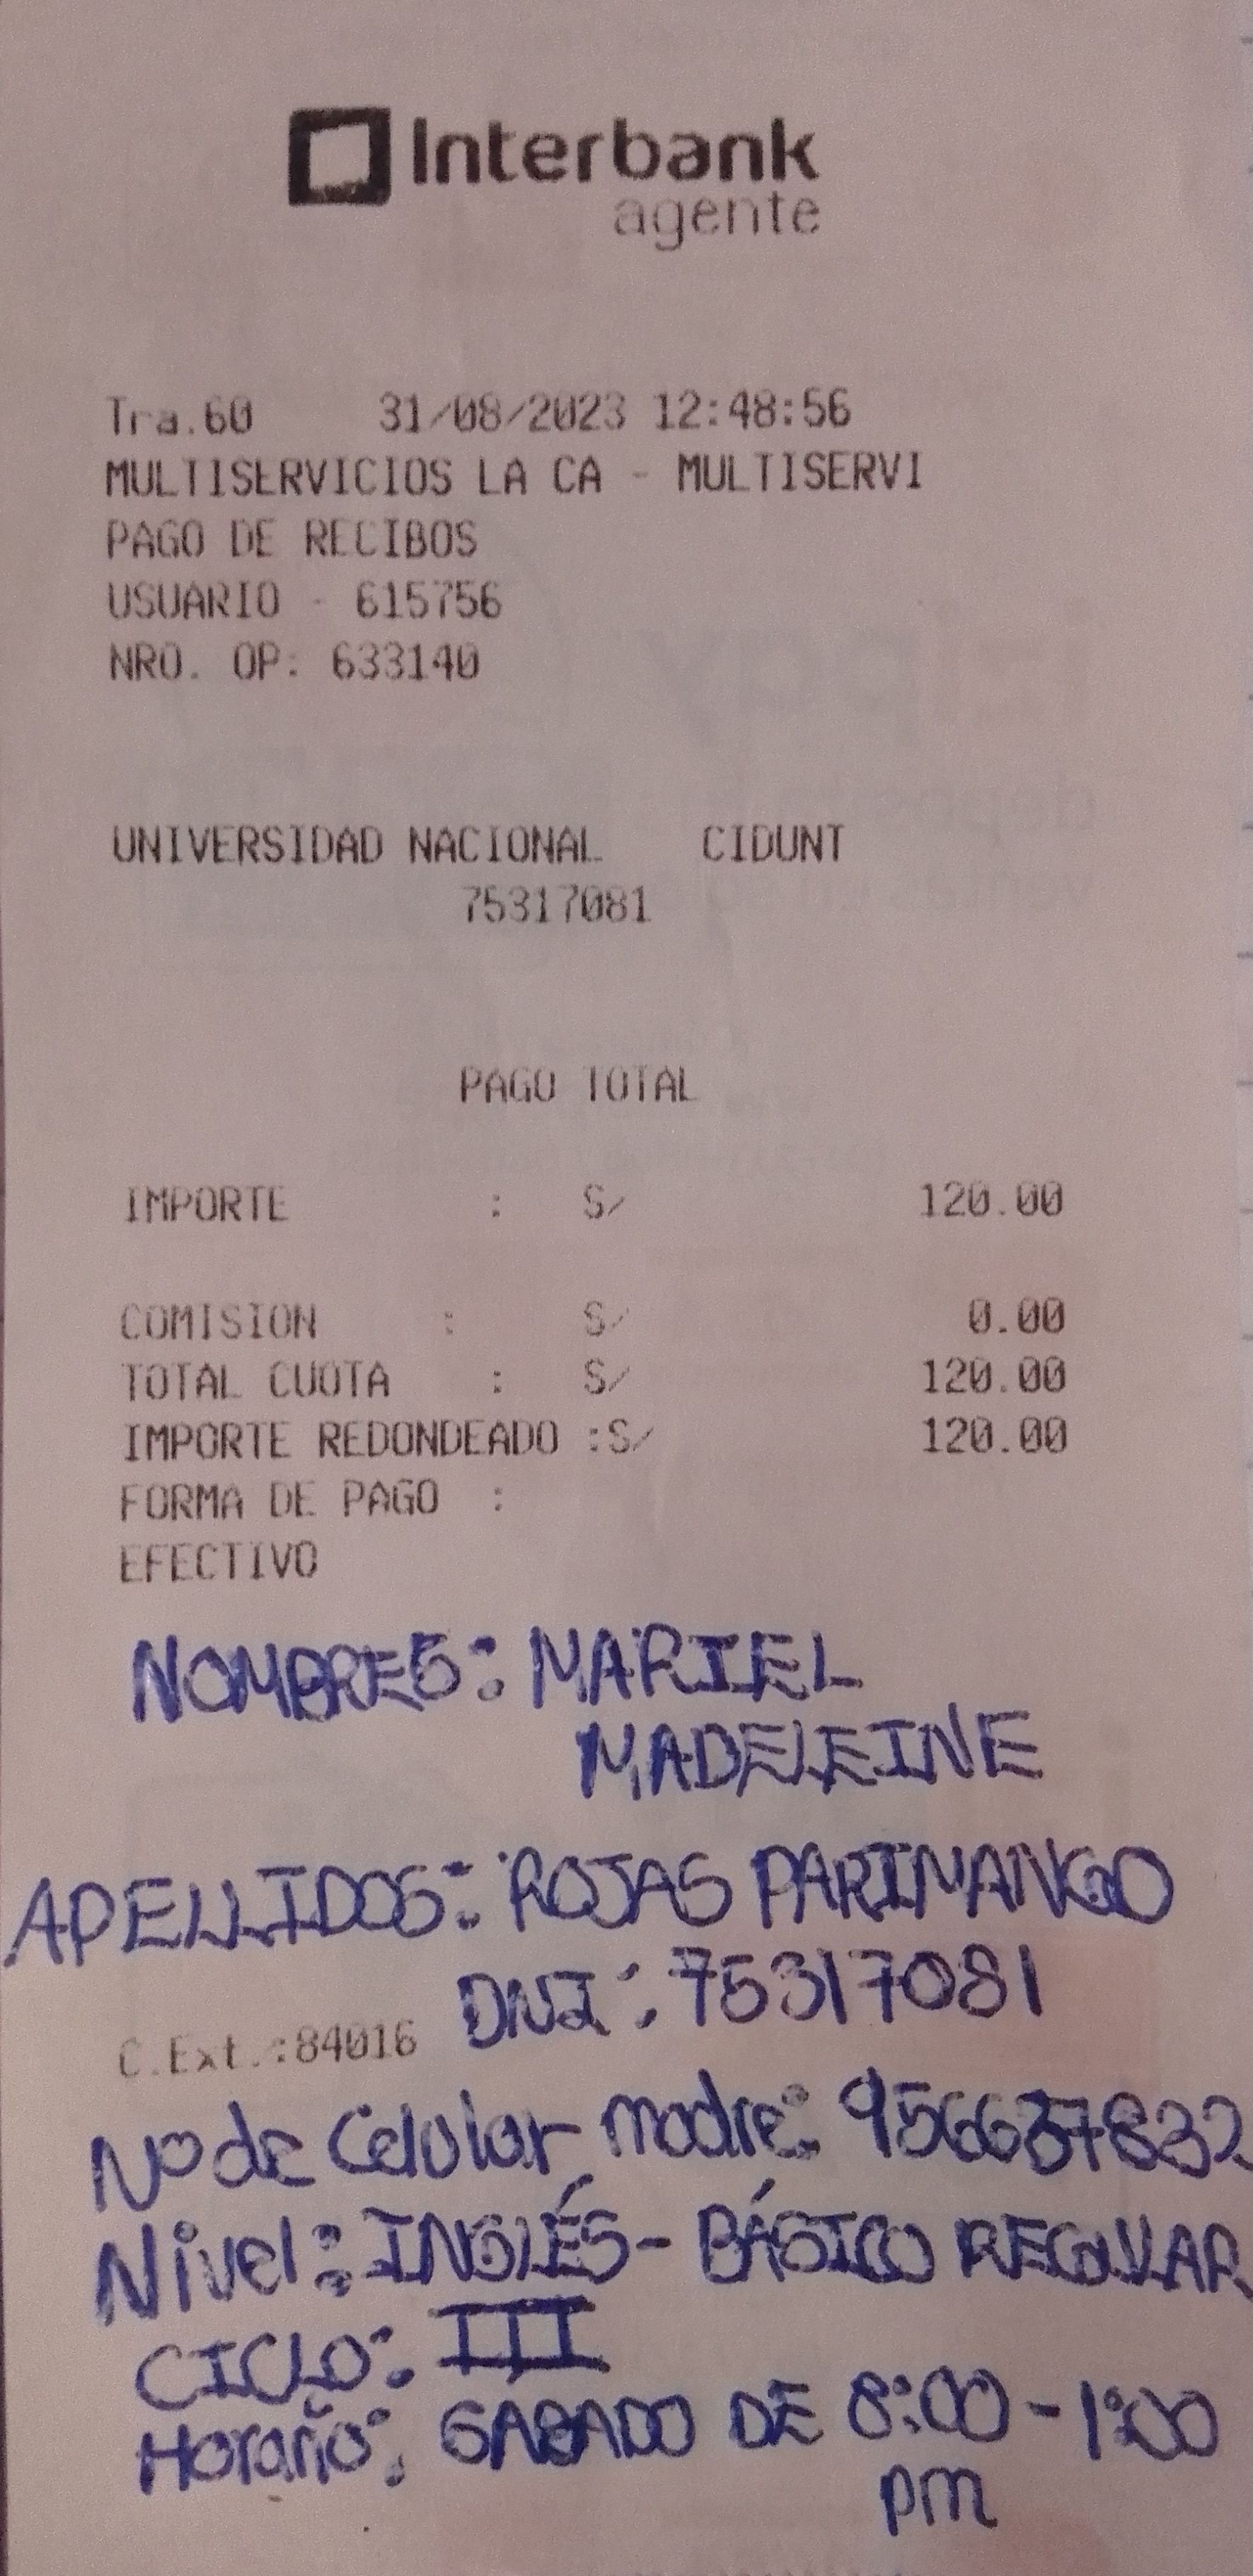 Interbank
agente
Tra.60 31/08/2023 12:48:56
MULTISERVICIOS LA CA - MULTISERVI
PAGO DE RECIBOS
USUARIO - 615756
NRO. OP: 633140
UNIVERSIDAD NACIONAL CIDUNT
75317081
PAGO TOTAL
IMPORTE : S/ 120.00
COMISION : S/ 0.00
TOTAL CUOTA : S/ 120.00
IMPORTE REDONDEADO :S/ 120.00
FORMA DE PAGO :
EFECTIVO
NOMBRES: MARIEL
MADELEINE
APELLIDOS: ROJAS PARIMANGO
DNI: 75317081
C.Ext.:84016
N° de Celular madre: 956637832
Nivel: INGLÉS - BÁSICO REGULAR
CICLO: III
Horario: SABADO DE 8:00 - 1:00
pm